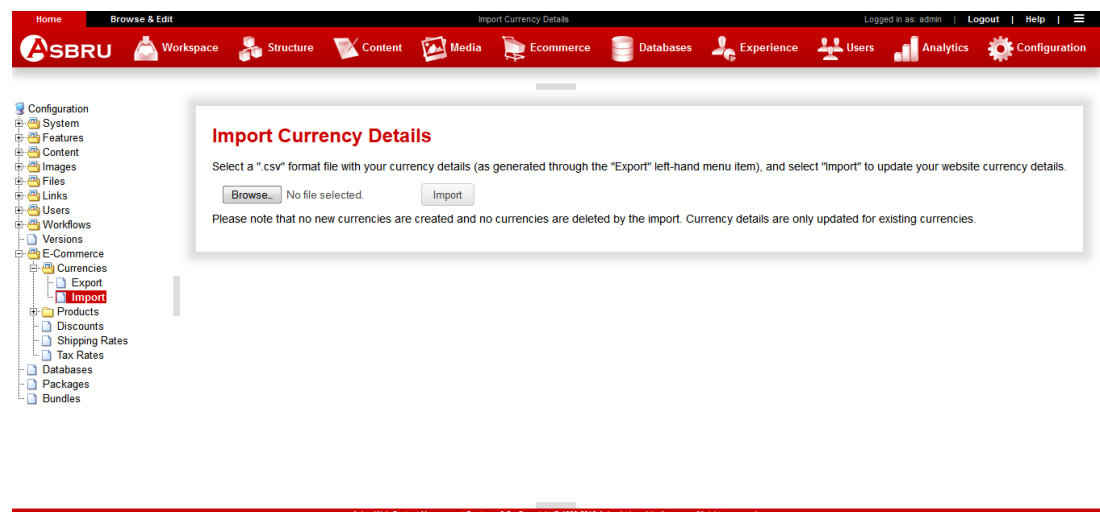 Home Browse & Edit Import Currency Details Logged in as: admin | Logout | Help |
ASBRU Workspace Structure Content Media Ecommerce Databases Experience Users Analytics Configuration
Configuration
System
Features
Content
Images
Files
Links
Users
Workflows
Versions
E-Commerce
Currencies
Export
Import
Products
Discounts
Shipping Rates
Tax Rates
Databases
Packages
Bundles
Import Currency Details
Select a ".csv" format file with your currency details (as generated through the "Export" left-hand menu item), and select "Import" to update your website currency details.
Browse... No file selected. Import
Please note that no new currencies are created and no currencies are deleted by the import. Currency details are only updated for existing currencies.